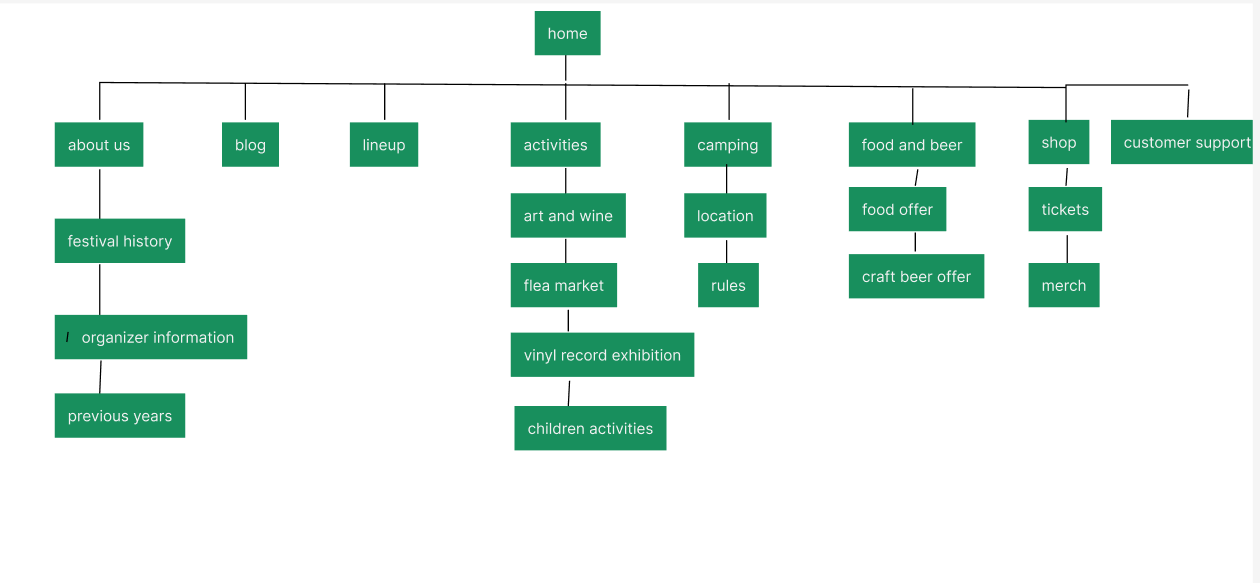 home
about us
blog
lineup
activities
camping
food and beer
shop
customer support
festival history
organizer information
previous years
art and wine
flea market
vinyl record exhibition
children activities
location
rules
food offer
craft beer offer
tickets
merch